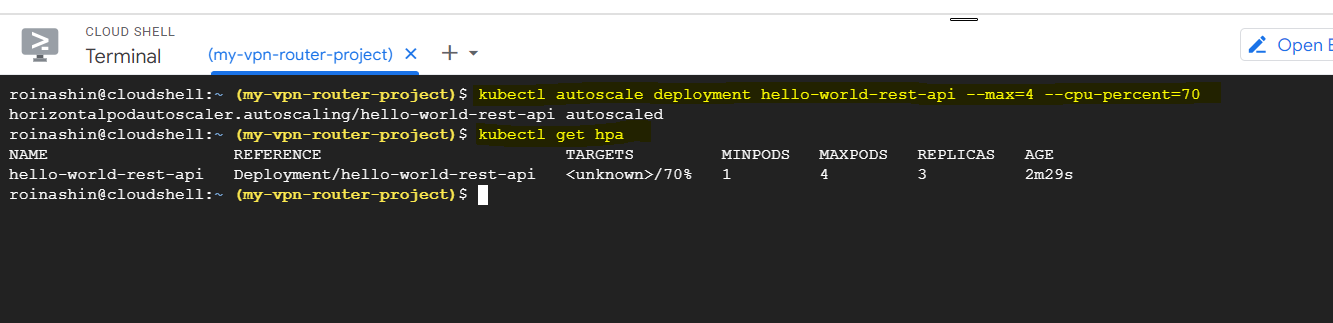 CLOUD SHELL
Terminal
(my-vpn-router-project)
Open E
roinashin@cloudshell:~ (my-vpn-router-project)$ kubectl autoscale deployment hello-world-rest-api --max=4 --cpu-percent=70
horizontalpodautoscaler.autoscaling/hello-world-rest-api autoscaled
roinashin@cloudshell:~ (my-vpn-router-project)$ kubectl get hpa
NAME REFERENCE TARGETS MINPODS MAXPODS REPLICAS AGE
hello-world-rest-api Deployment/hello-world-rest-api <unknown>/70% 1 4 3 2m29s
roinashin@cloudshell:~ (my-vpn-router-project)$